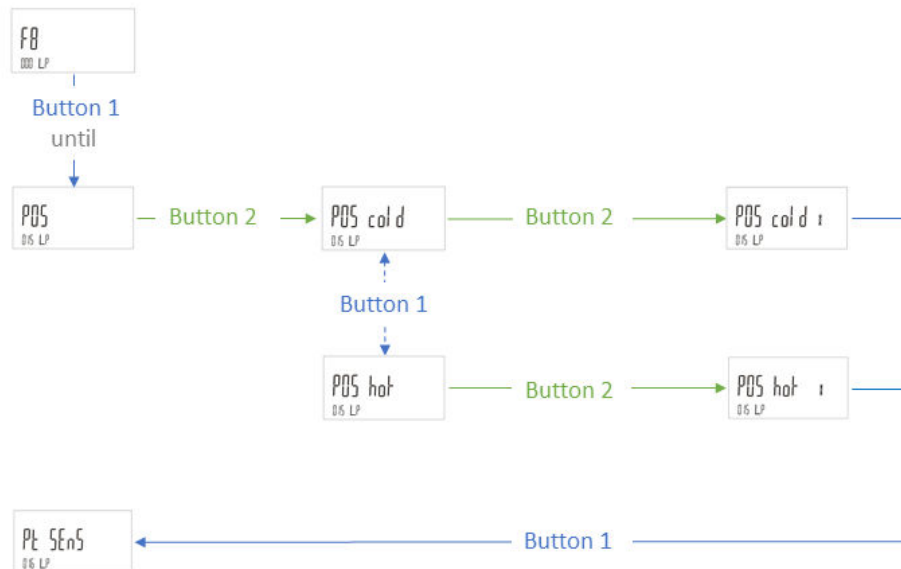 F8
000 LP
Button 1
until
POS
015 LP
Button 2
POS cold
015 LP
Button 2
POS cold 1
015 LP
Button 1
POS hot
015 LP
Button 2
POS hot 1
015 LP
Pt SEnS
016 LP
Button 1